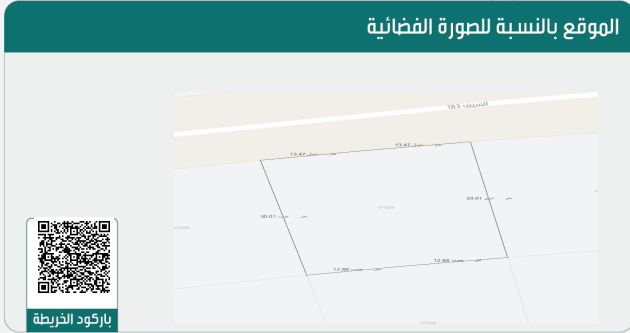 الموقع بالنسبة للصورة الفضائية
السيف 183
13.47
13.47
30.01
30.01
12.88
12.88
باركود الخريطة